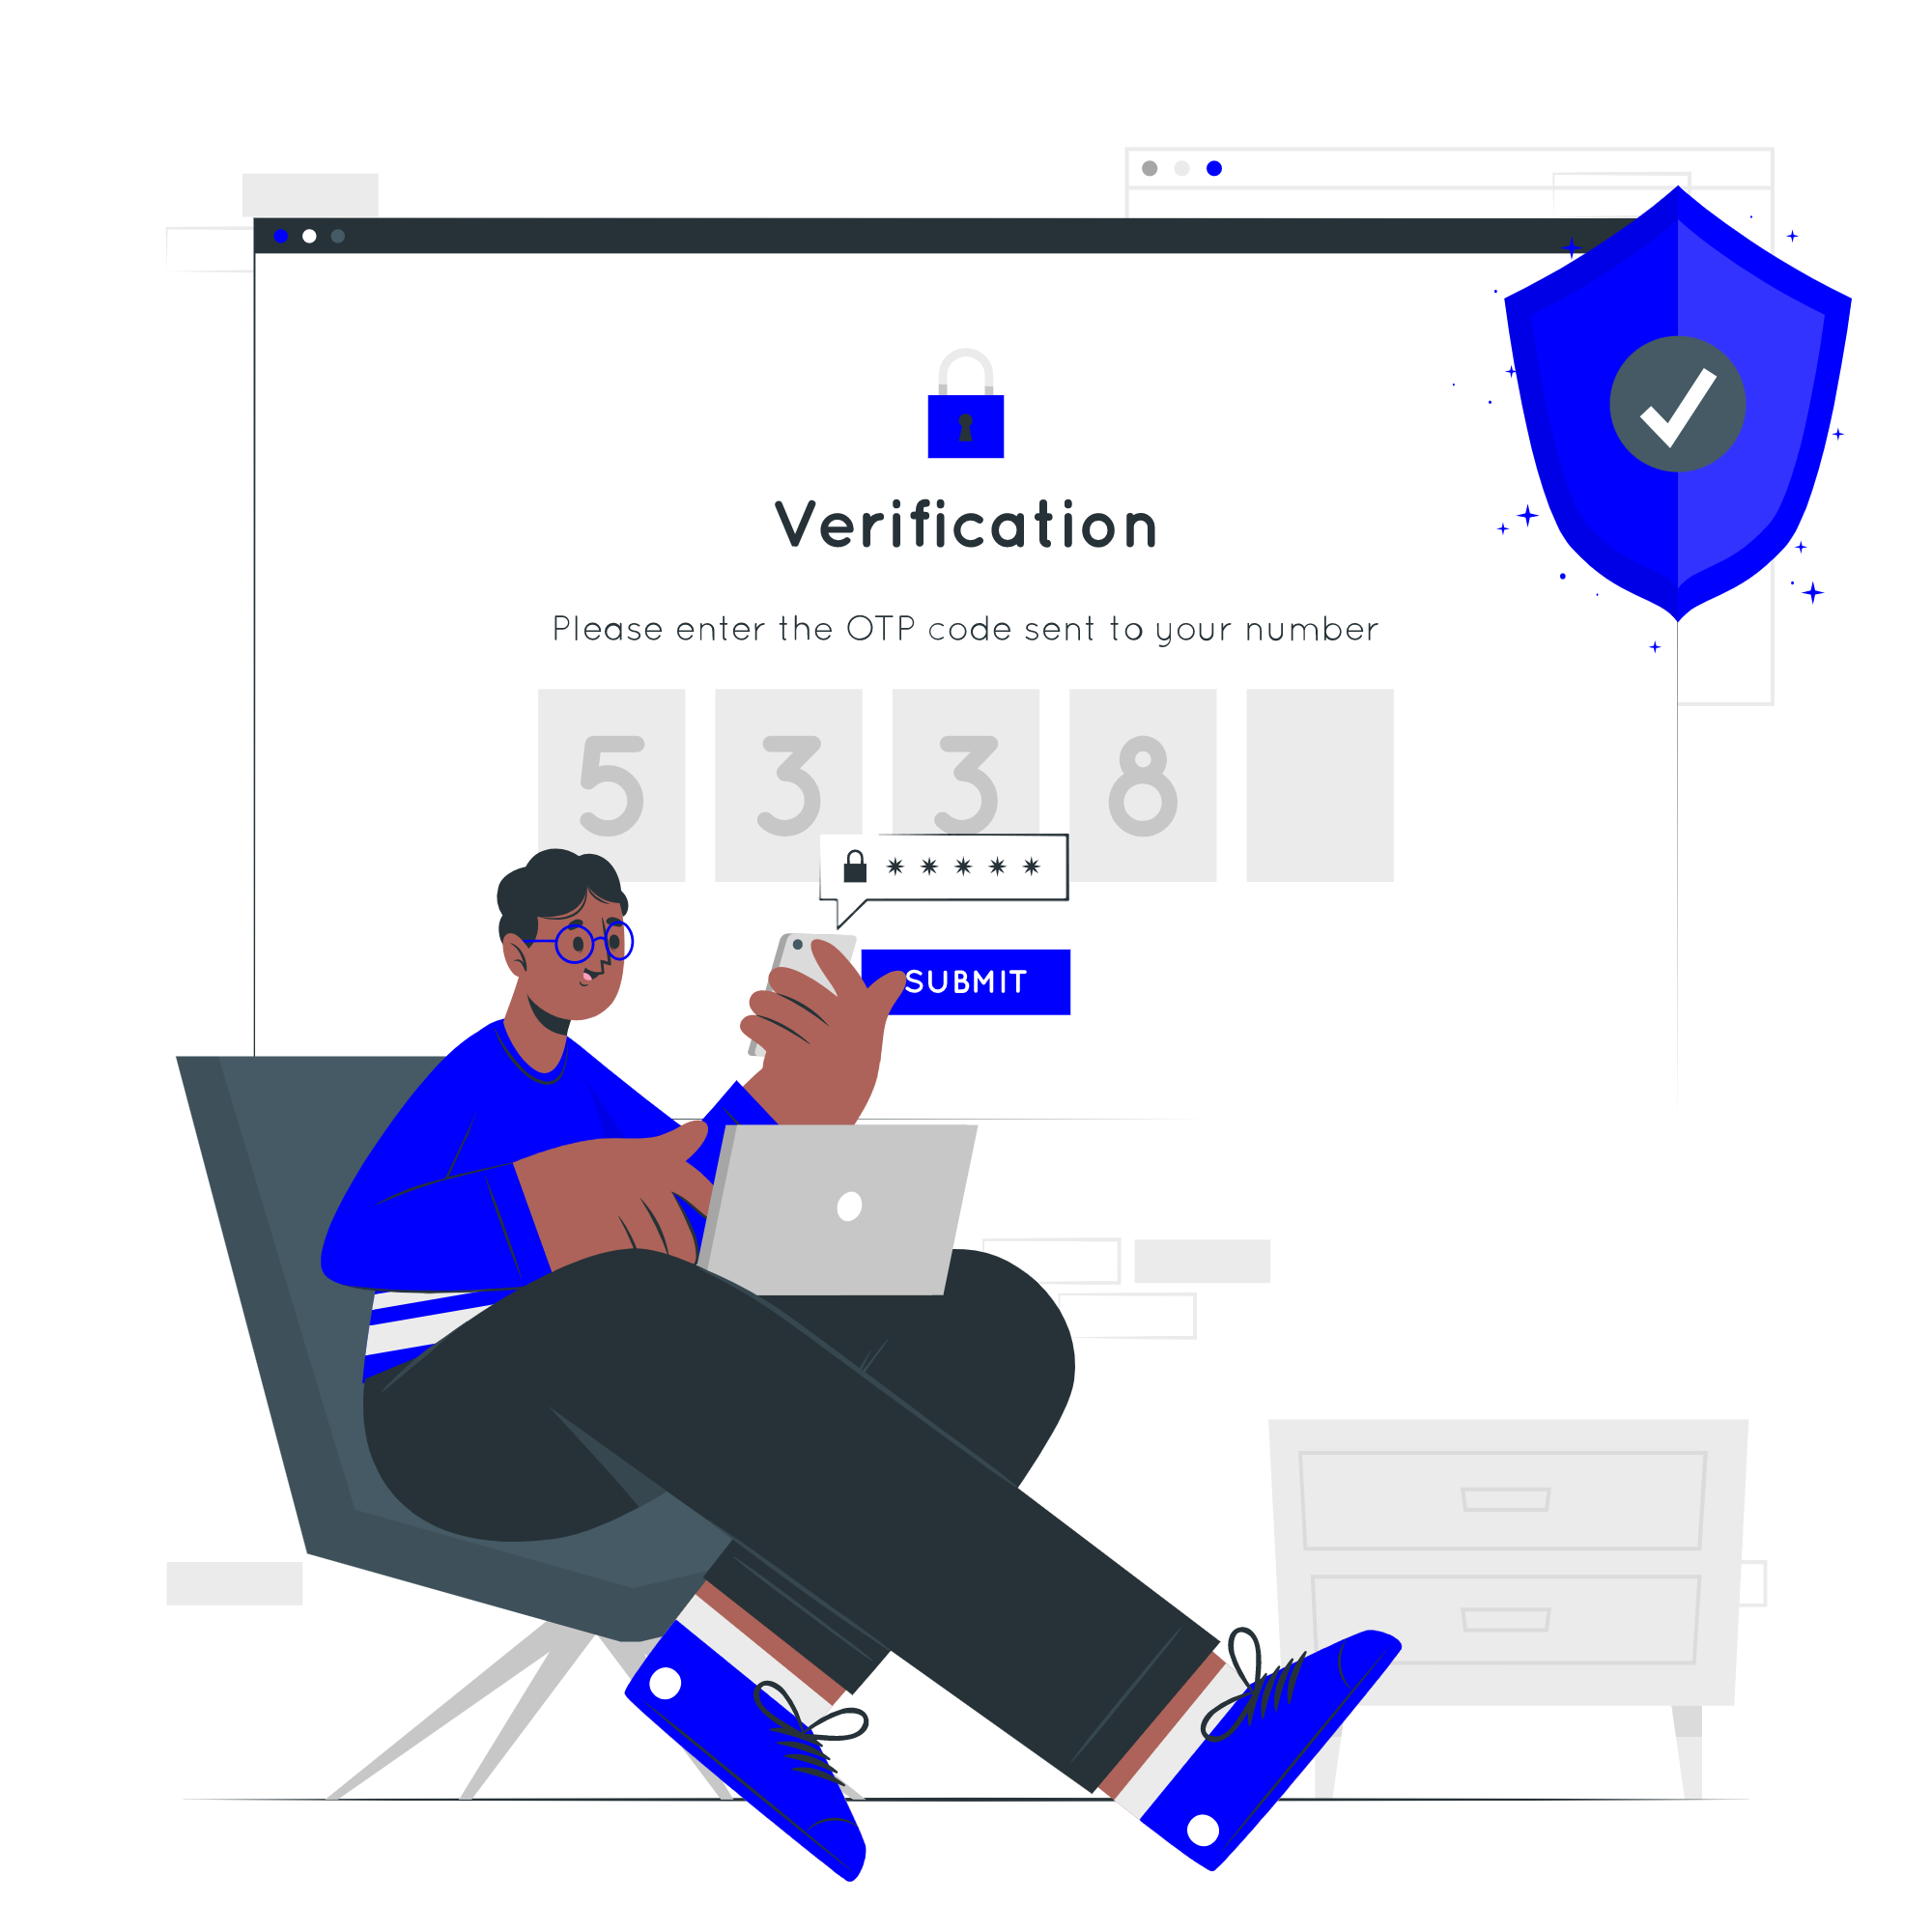 Verification
Please enter the OTP code sent to your number
5 3 3 8
* * * * *
SUBMIT